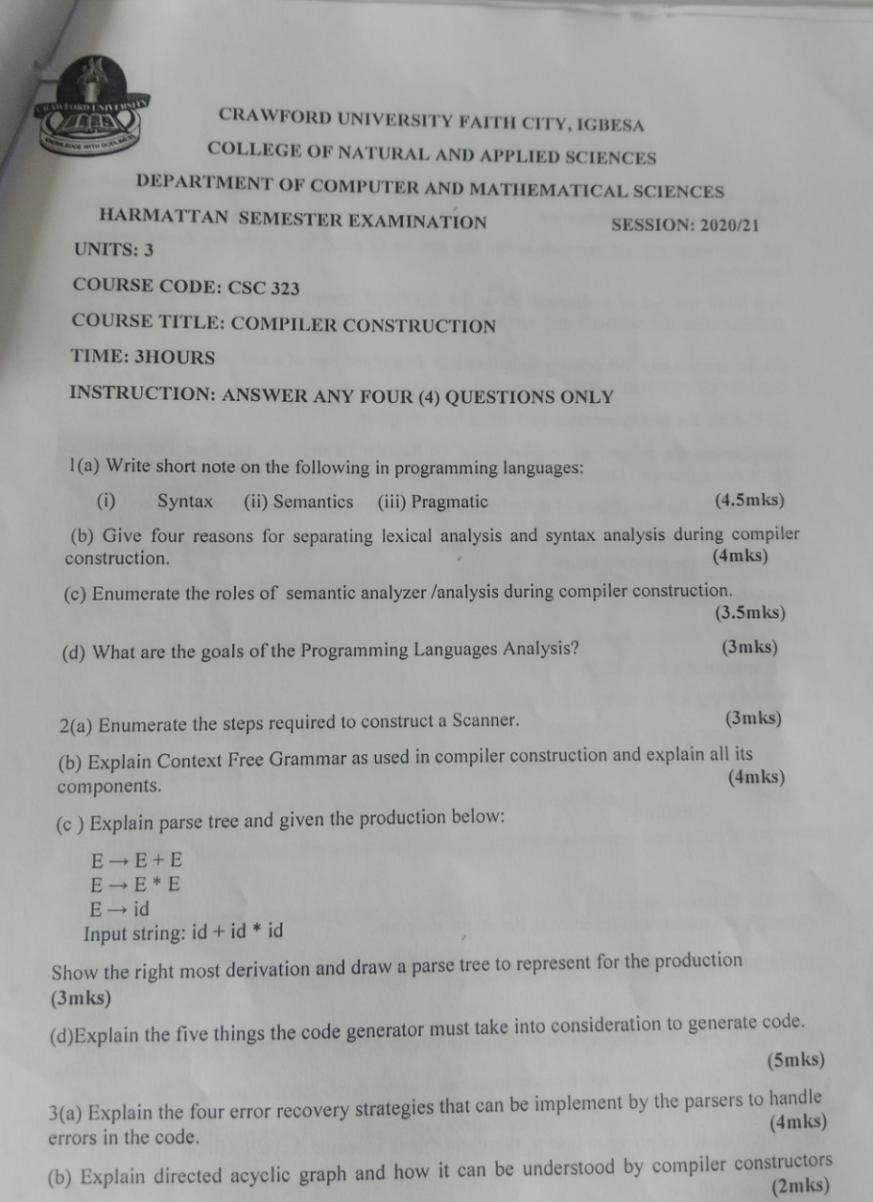 CRAWFORD UNIVERSITY
KNOWLEDGE WITH GODLINESS
CRAWFORD UNIVERSITY FAITH CITY, IGBESA
COLLEGE OF NATURAL AND APPLIED SCIENCES
DEPARTMENT OF COMPUTER AND MATHEMATICAL SCIENCES
HARMATTAN SEMESTER EXAMINATION SESSION: 2020/21
UNITS: 3
COURSE CODE: CSC 323
COURSE TITLE: COMPILER CONSTRUCTION
TIME: 3HOURS
INSTRUCTION: ANSWER ANY FOUR (4) QUESTIONS ONLY
1(a) Write short note on the following in programming languages:
(i) Syntax (ii) Semantics (iii) Pragmatic (4.5mks)
(b) Give four reasons for separating lexical analysis and syntax analysis during compiler
construction. (4mks)
(c) Enumerate the roles of semantic analyzer /analysis during compiler construction.
(3.5mks)
(d) What are the goals of the Programming Languages Analysis? (3mks)
2(a) Enumerate the steps required to construct a Scanner. (3mks)
(b) Explain Context Free Grammar as used in compiler construction and explain all its
components. (4mks)
(c ) Explain parse tree and given the production below:
E → E + E
E → E * E
E → id
Input string: id + id * id
Show the right most derivation and draw a parse tree to represent for the production
(3mks)
(d)Explain the five things the code generator must take into consideration to generate code.
(5mks)
3(a) Explain the four error recovery strategies that can be implement by the parsers to handle
errors in the code. (4mks)
(b) Explain directed acyclic graph and how it can be understood by compiler constructors
(2mks)